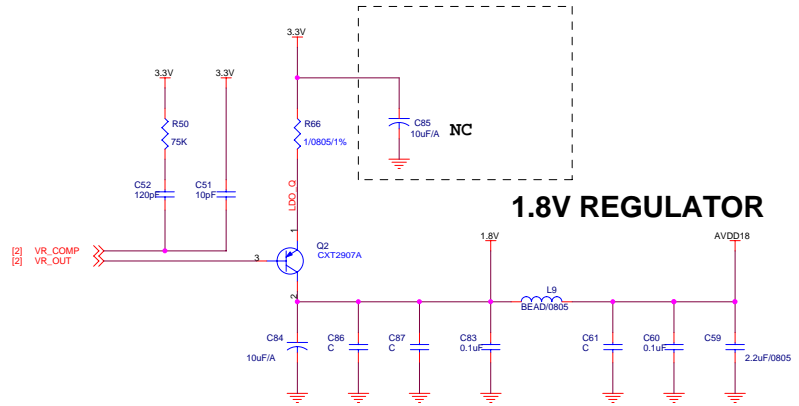 3.3V
3.3V
3.3V
R50
75K
R66
1/0805/1%
C85
10uF/A
NC
C52
120pF
C51
10pF
LDO_Q
1.8V REGULATOR
[2] VR_COMP
[2] VR_OUT
1
Q2
CXT2907A
3
2
1.8V
AVDD18
L9
BEAD/0805
C84
10uF/A
C86
C
C87
C
C83
0.1uF
C61
C
C60
0.1uF
C59
2.2uF/0805